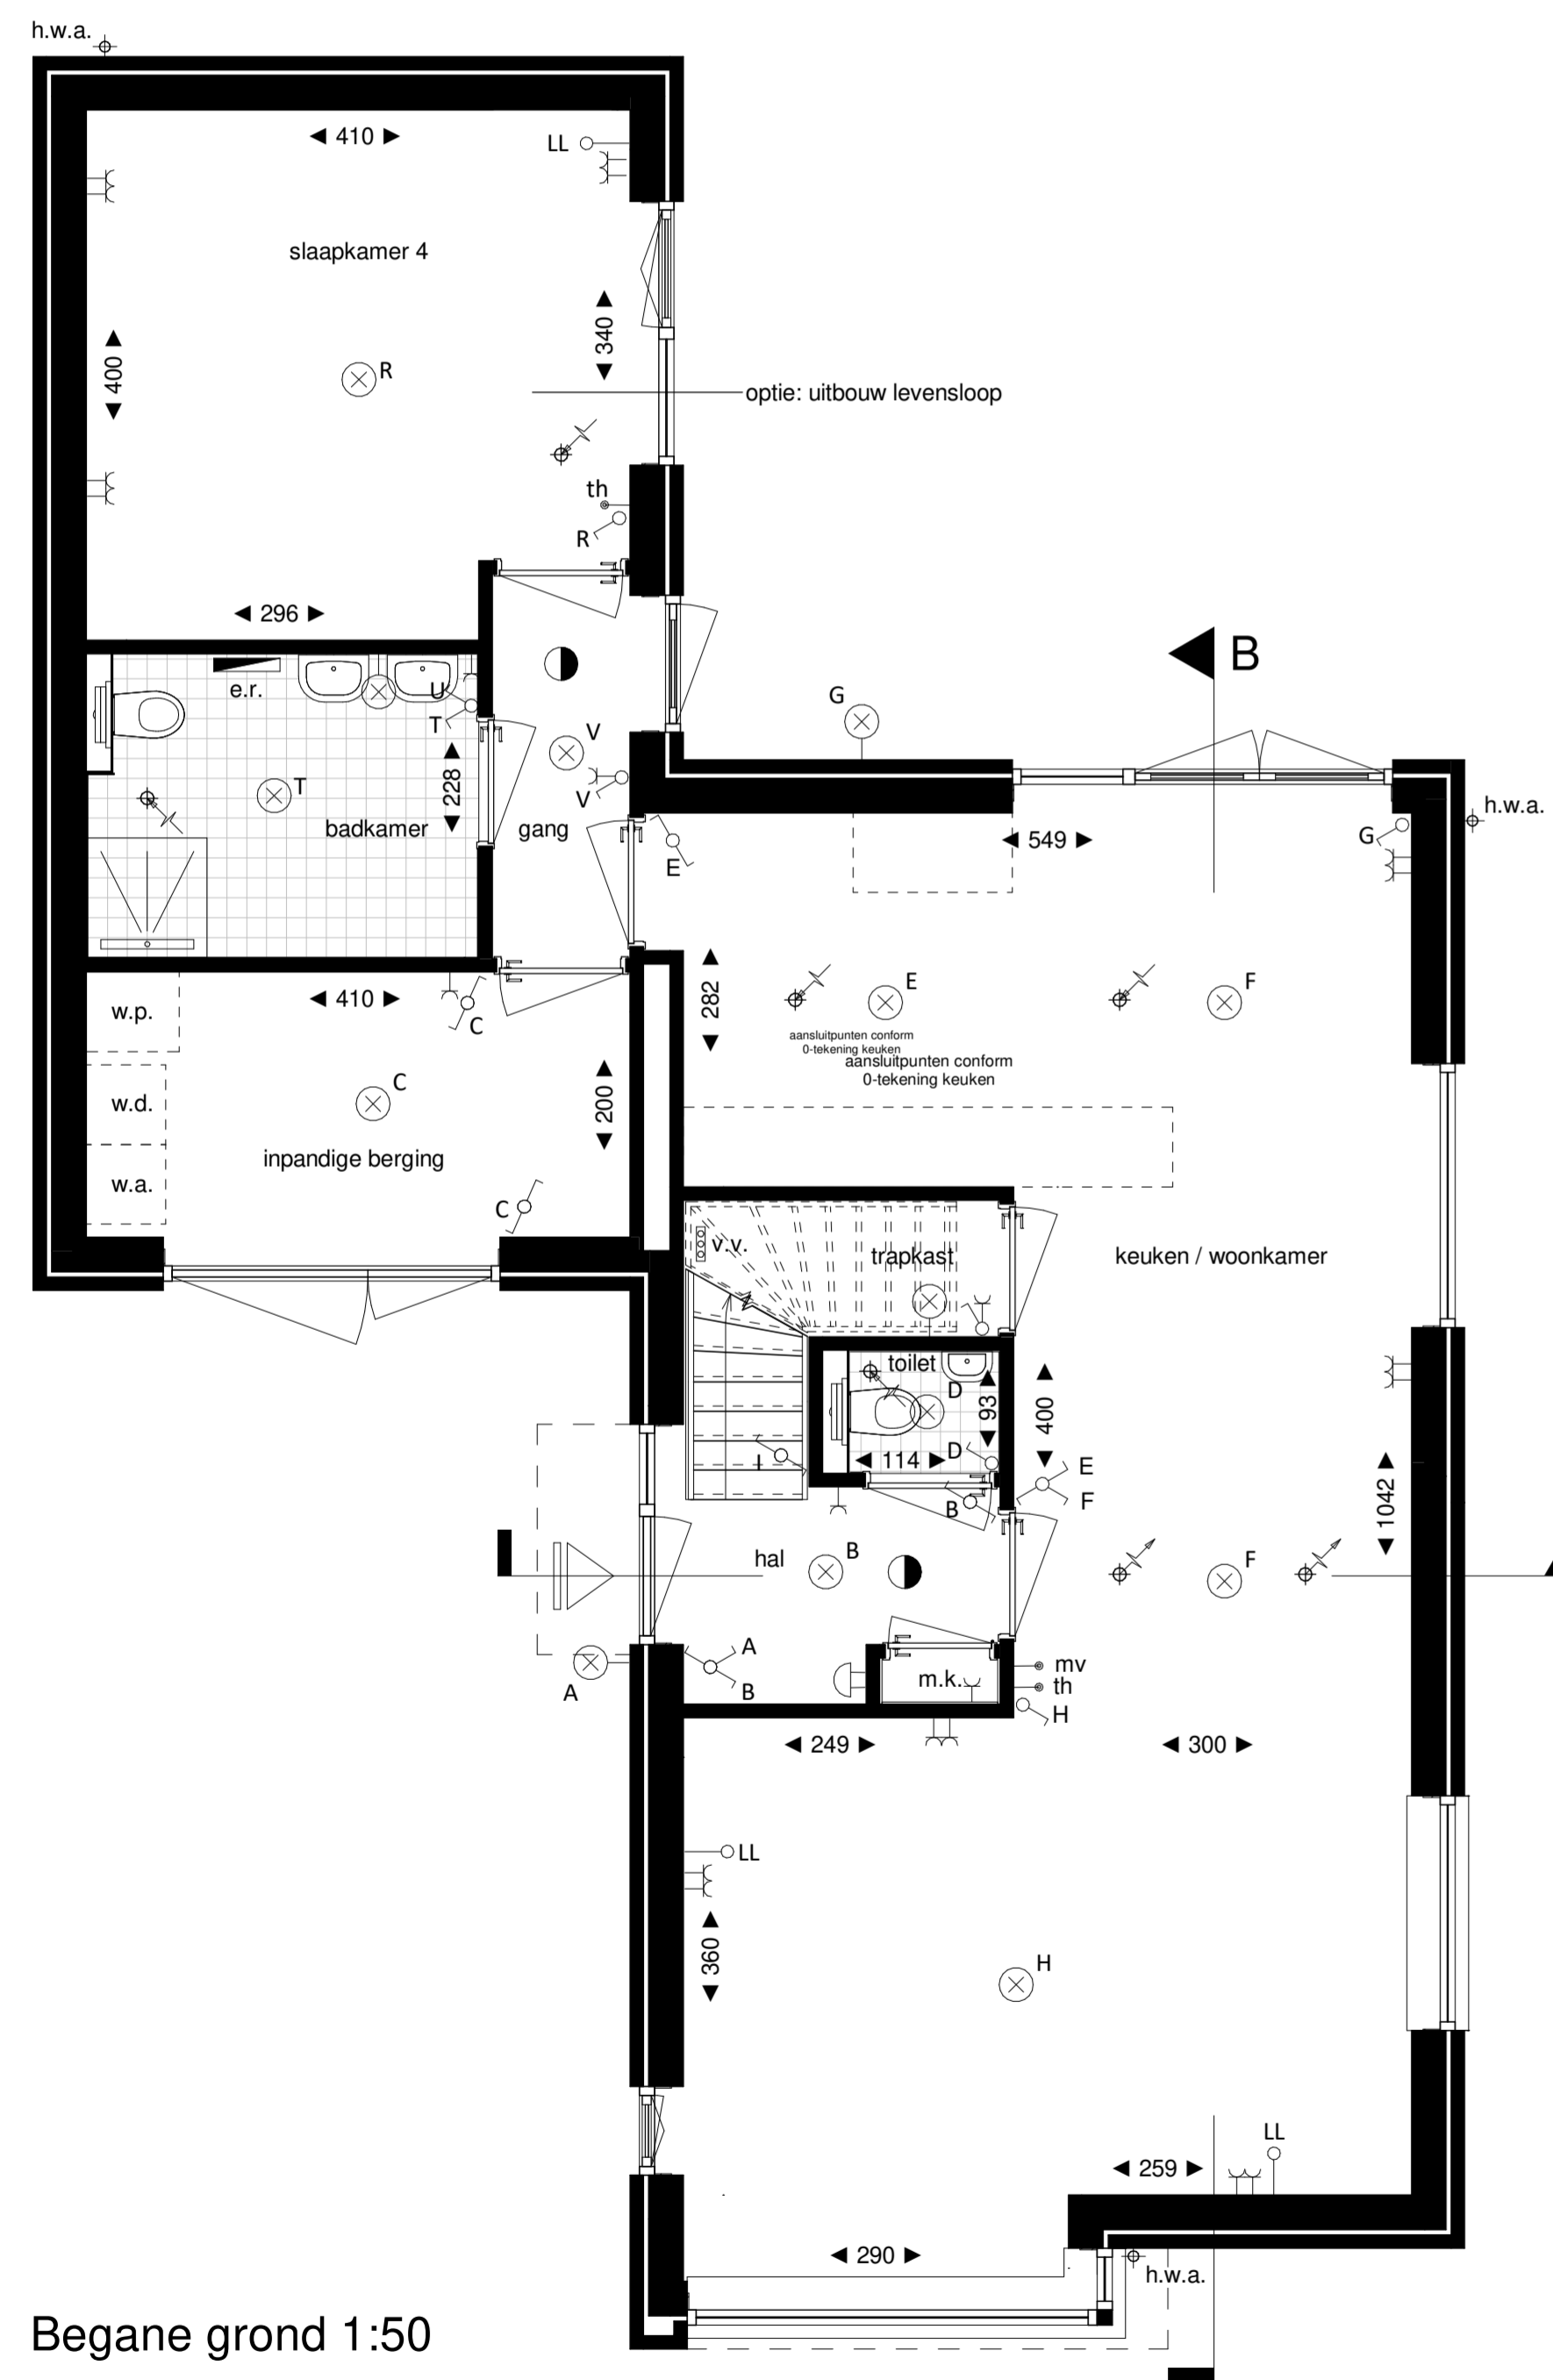 h.w.a.
410
LL
slaapkamer 4
340
400
R
optie: uitbouw levensloop
th
R
296
B
e.r.
U
T
G
V
228
T
V
badkamer
gang
h.w.a.
G
549
E
282
E
F
w.p.
410
C
aansluitpunten conform
0-tekening keuken
aansluitpunten conform
0-tekening keuken
C
w.d.
200
inpandige berging
w.a.
C
v.v.
trapkast
keuken / woonkamer
toilet
D
93
400
I
114
D
E
F
B
1042
hal
B
F
A
A
B
m.k.
mv
th
H
249
300
LL
360
H
LL
259
290
h.w.a.
Begane grond 1:50